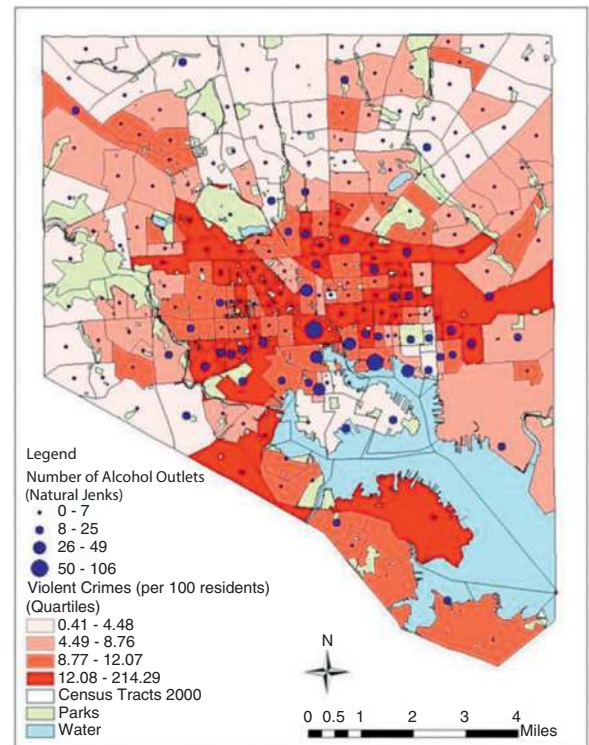 Legend
Number of Alcohol Outlets
(Natural Jenks)
0 - 7
8 - 25
26 - 49
50 - 106
Violent Crimes (per 100 residents)
(Quartiles)
0.41 - 4.48
4.49 - 8.76
8.77 - 12.07
12.08 - 214.29
Census Tracts 2000
Parks
Water
N
0 0.5 1 2 3 4
Miles